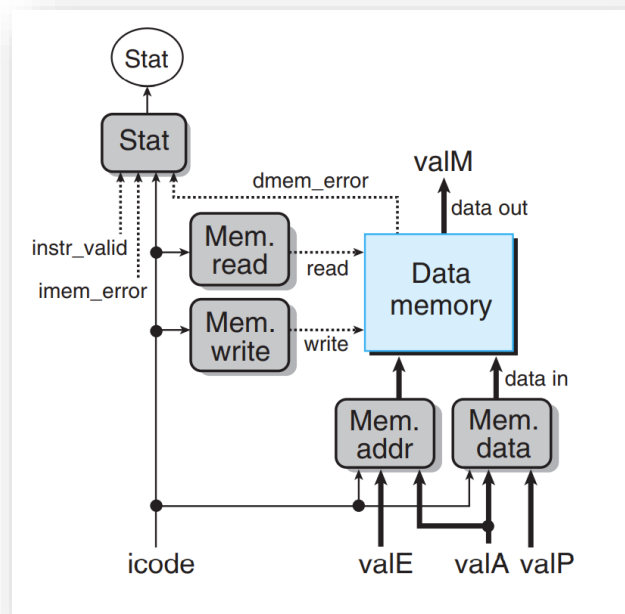 Stat
Stat
valM
dmem_error
data out
instr_valid
Mem.
read
read
Data
memory
imem_error
Mem.
write
write
data in
Mem.
addr
Mem.
data
icode
valE
valA
valP